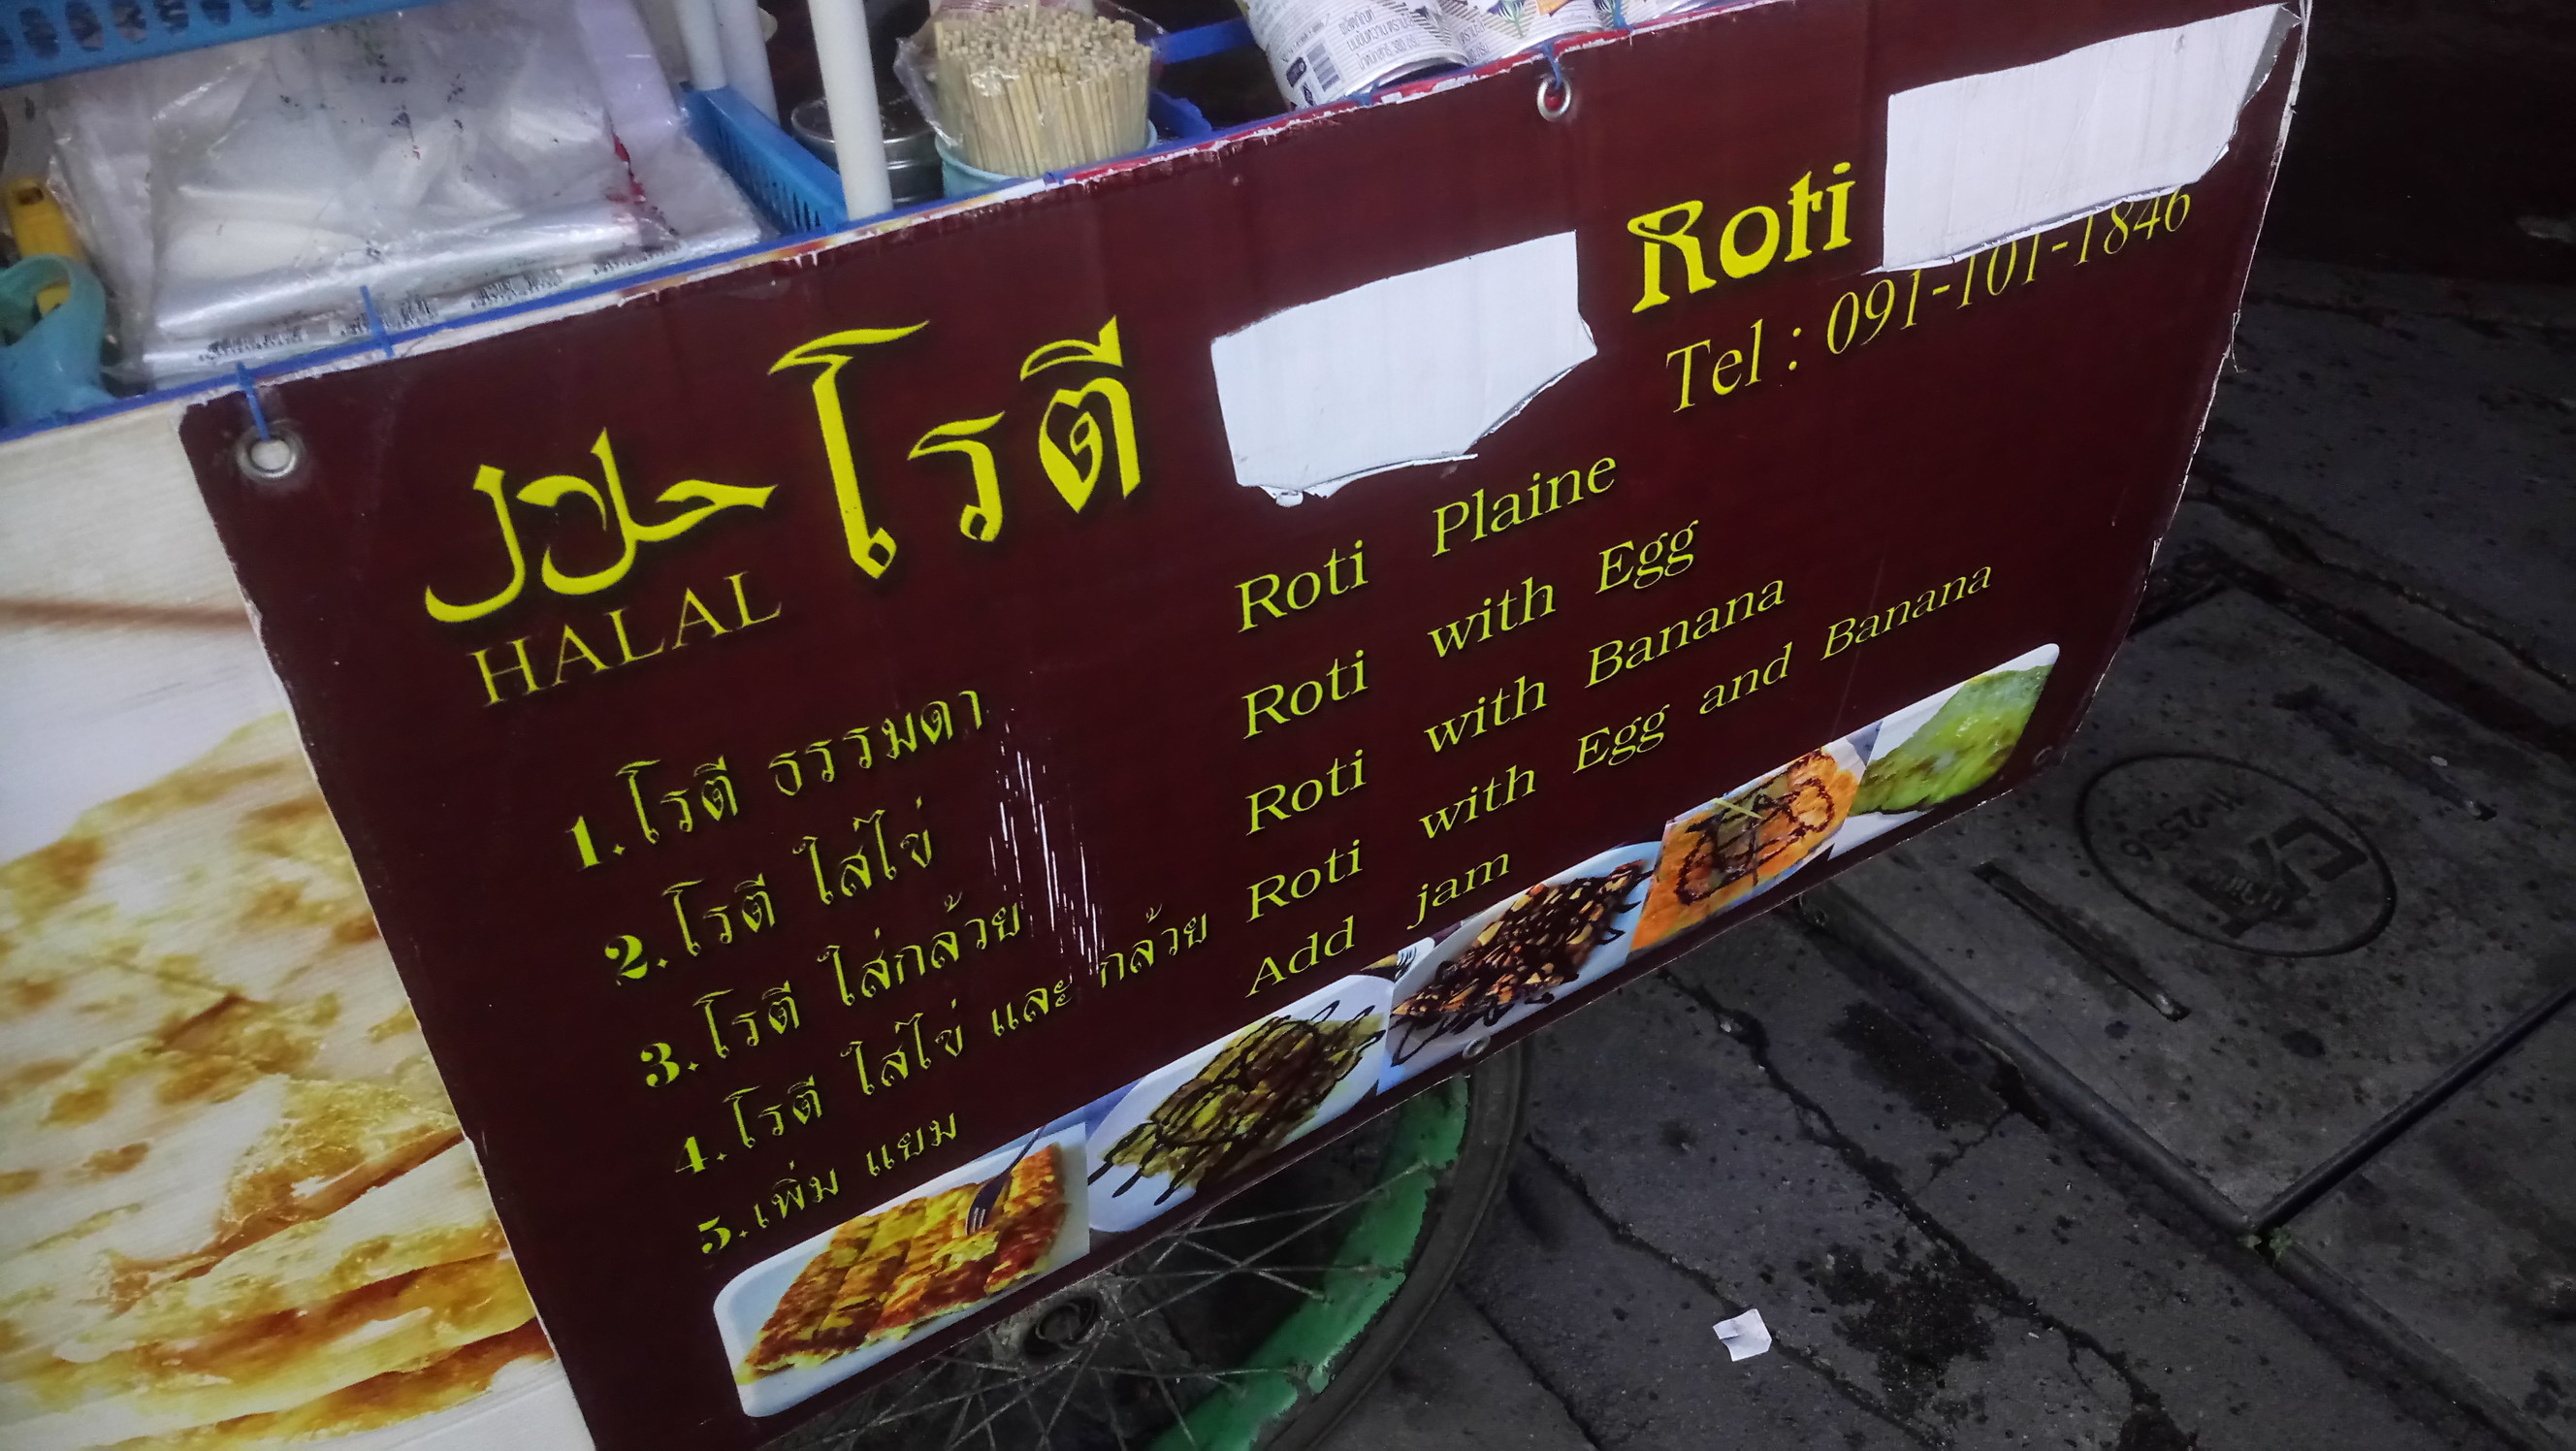 حلال
HALAL
โรตี
Roti
Tel : 091-101-1846
1.โรตี ธรรมดา Roti Plaine
2.โรตี ใส่ไข่ Roti with Egg
3.โรตี ใส่กล้วย Roti with Banana
4.โรตี ใส่ไข่ และ กล้วย Roti with Egg and Banana
5.เพิ่ม แยม Add jam